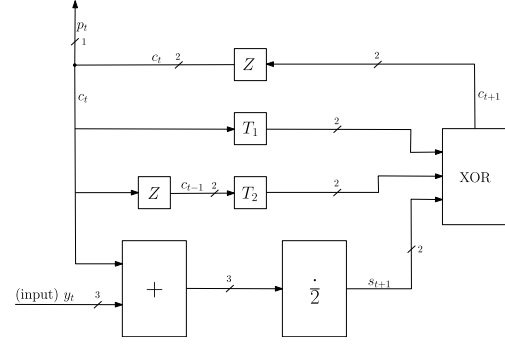 p_t
1
c_t 2 Z 2
c_t c_{t+1}
T_1 2
XOR
Z c_{t-1} 2 T_2 2
2
(input) y_t 3 + 3 ÷ 2 s_{t+1}